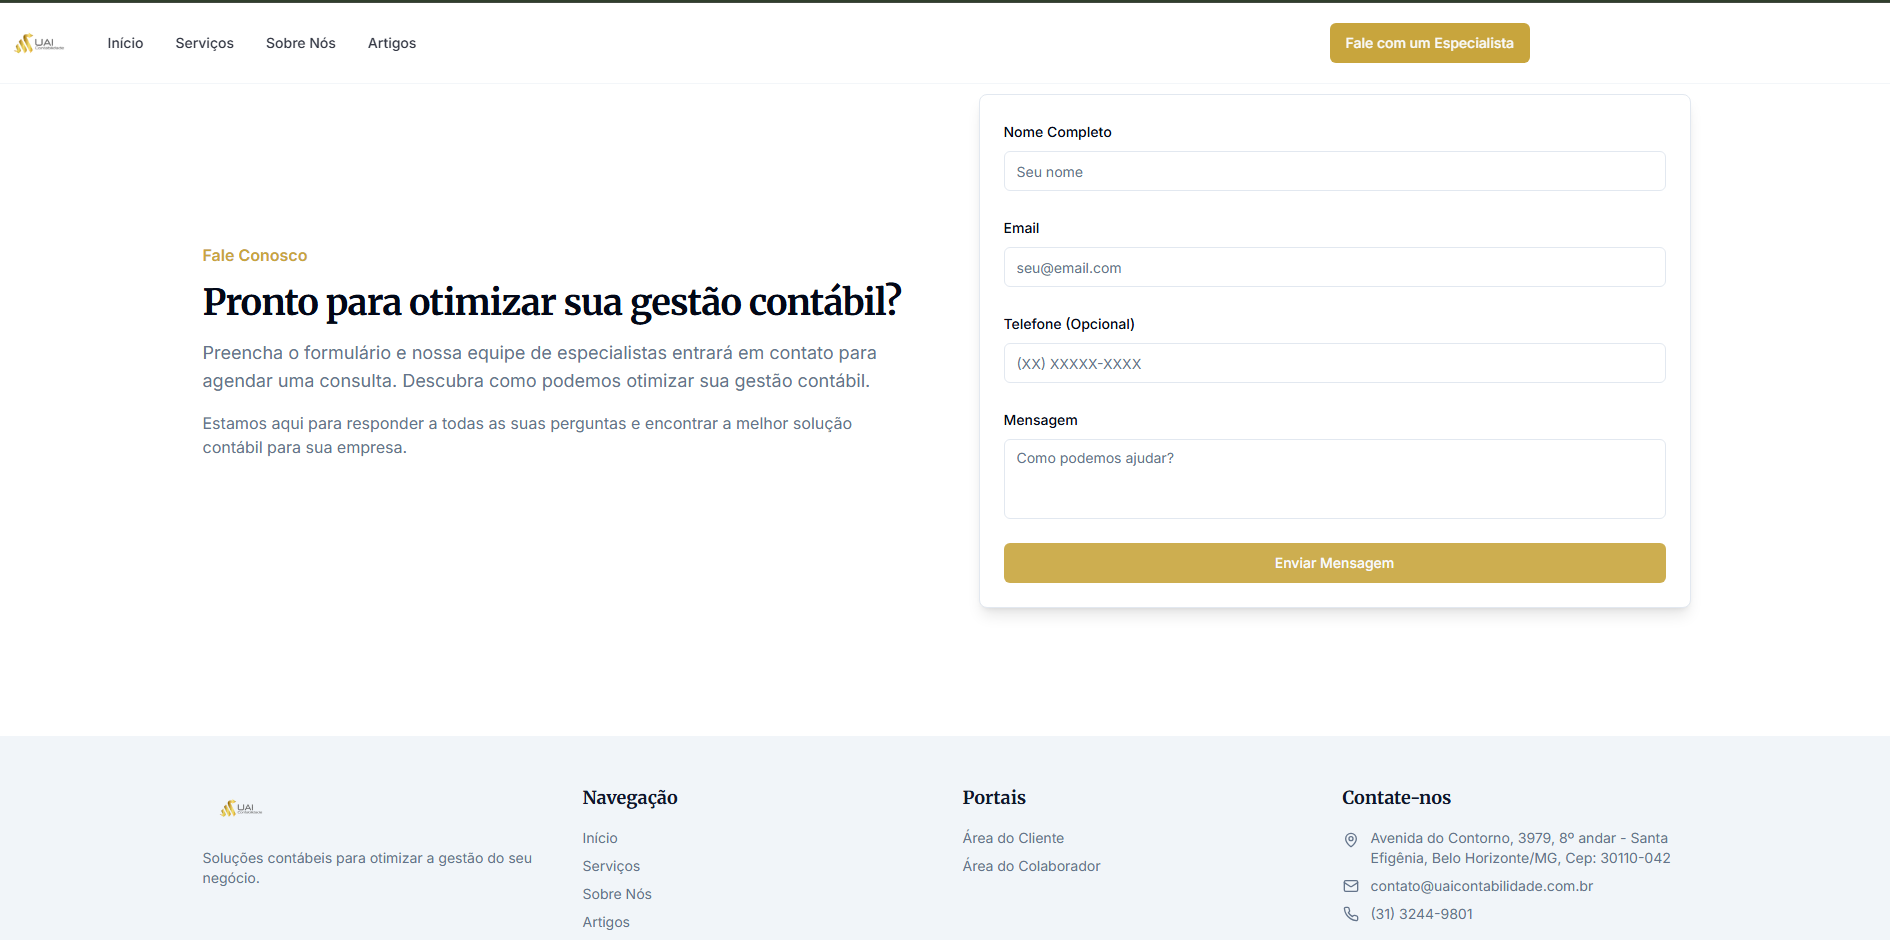 UAI
Contabilidade
Início
Serviços
Sobre Nós
Artigos
Fale com um Especialista
Fale Conosco
Pronto para otimizar sua gestão contábil?
Preencha o formulário e nossa equipe de especialistas entrará em contato para
agendar uma consulta. Descubra como podemos otimizar sua gestão contábil.
Estamos aqui para responder a todas as suas perguntas e encontrar a melhor solução
contábil para sua empresa.
Nome Completo
Seu nome
Email
seu@email.com
Telefone (Opcional)
(XX) XXXXX-XXXX
Mensagem
Como podemos ajudar?
Enviar Mensagem
UAI
Contabilidade
Soluções contábeis para otimizar a gestão do seu
negócio.
Navegação
Início
Serviços
Sobre Nós
Artigos
Portais
Área do Cliente
Área do Colaborador
Contate-nos
Avenida do Contorno, 3979, 8º andar - Santa
Efigênia, Belo Horizonte/MG, Cep: 30110-042
contato@uaicontabilidade.com.br
(31) 3244-9801